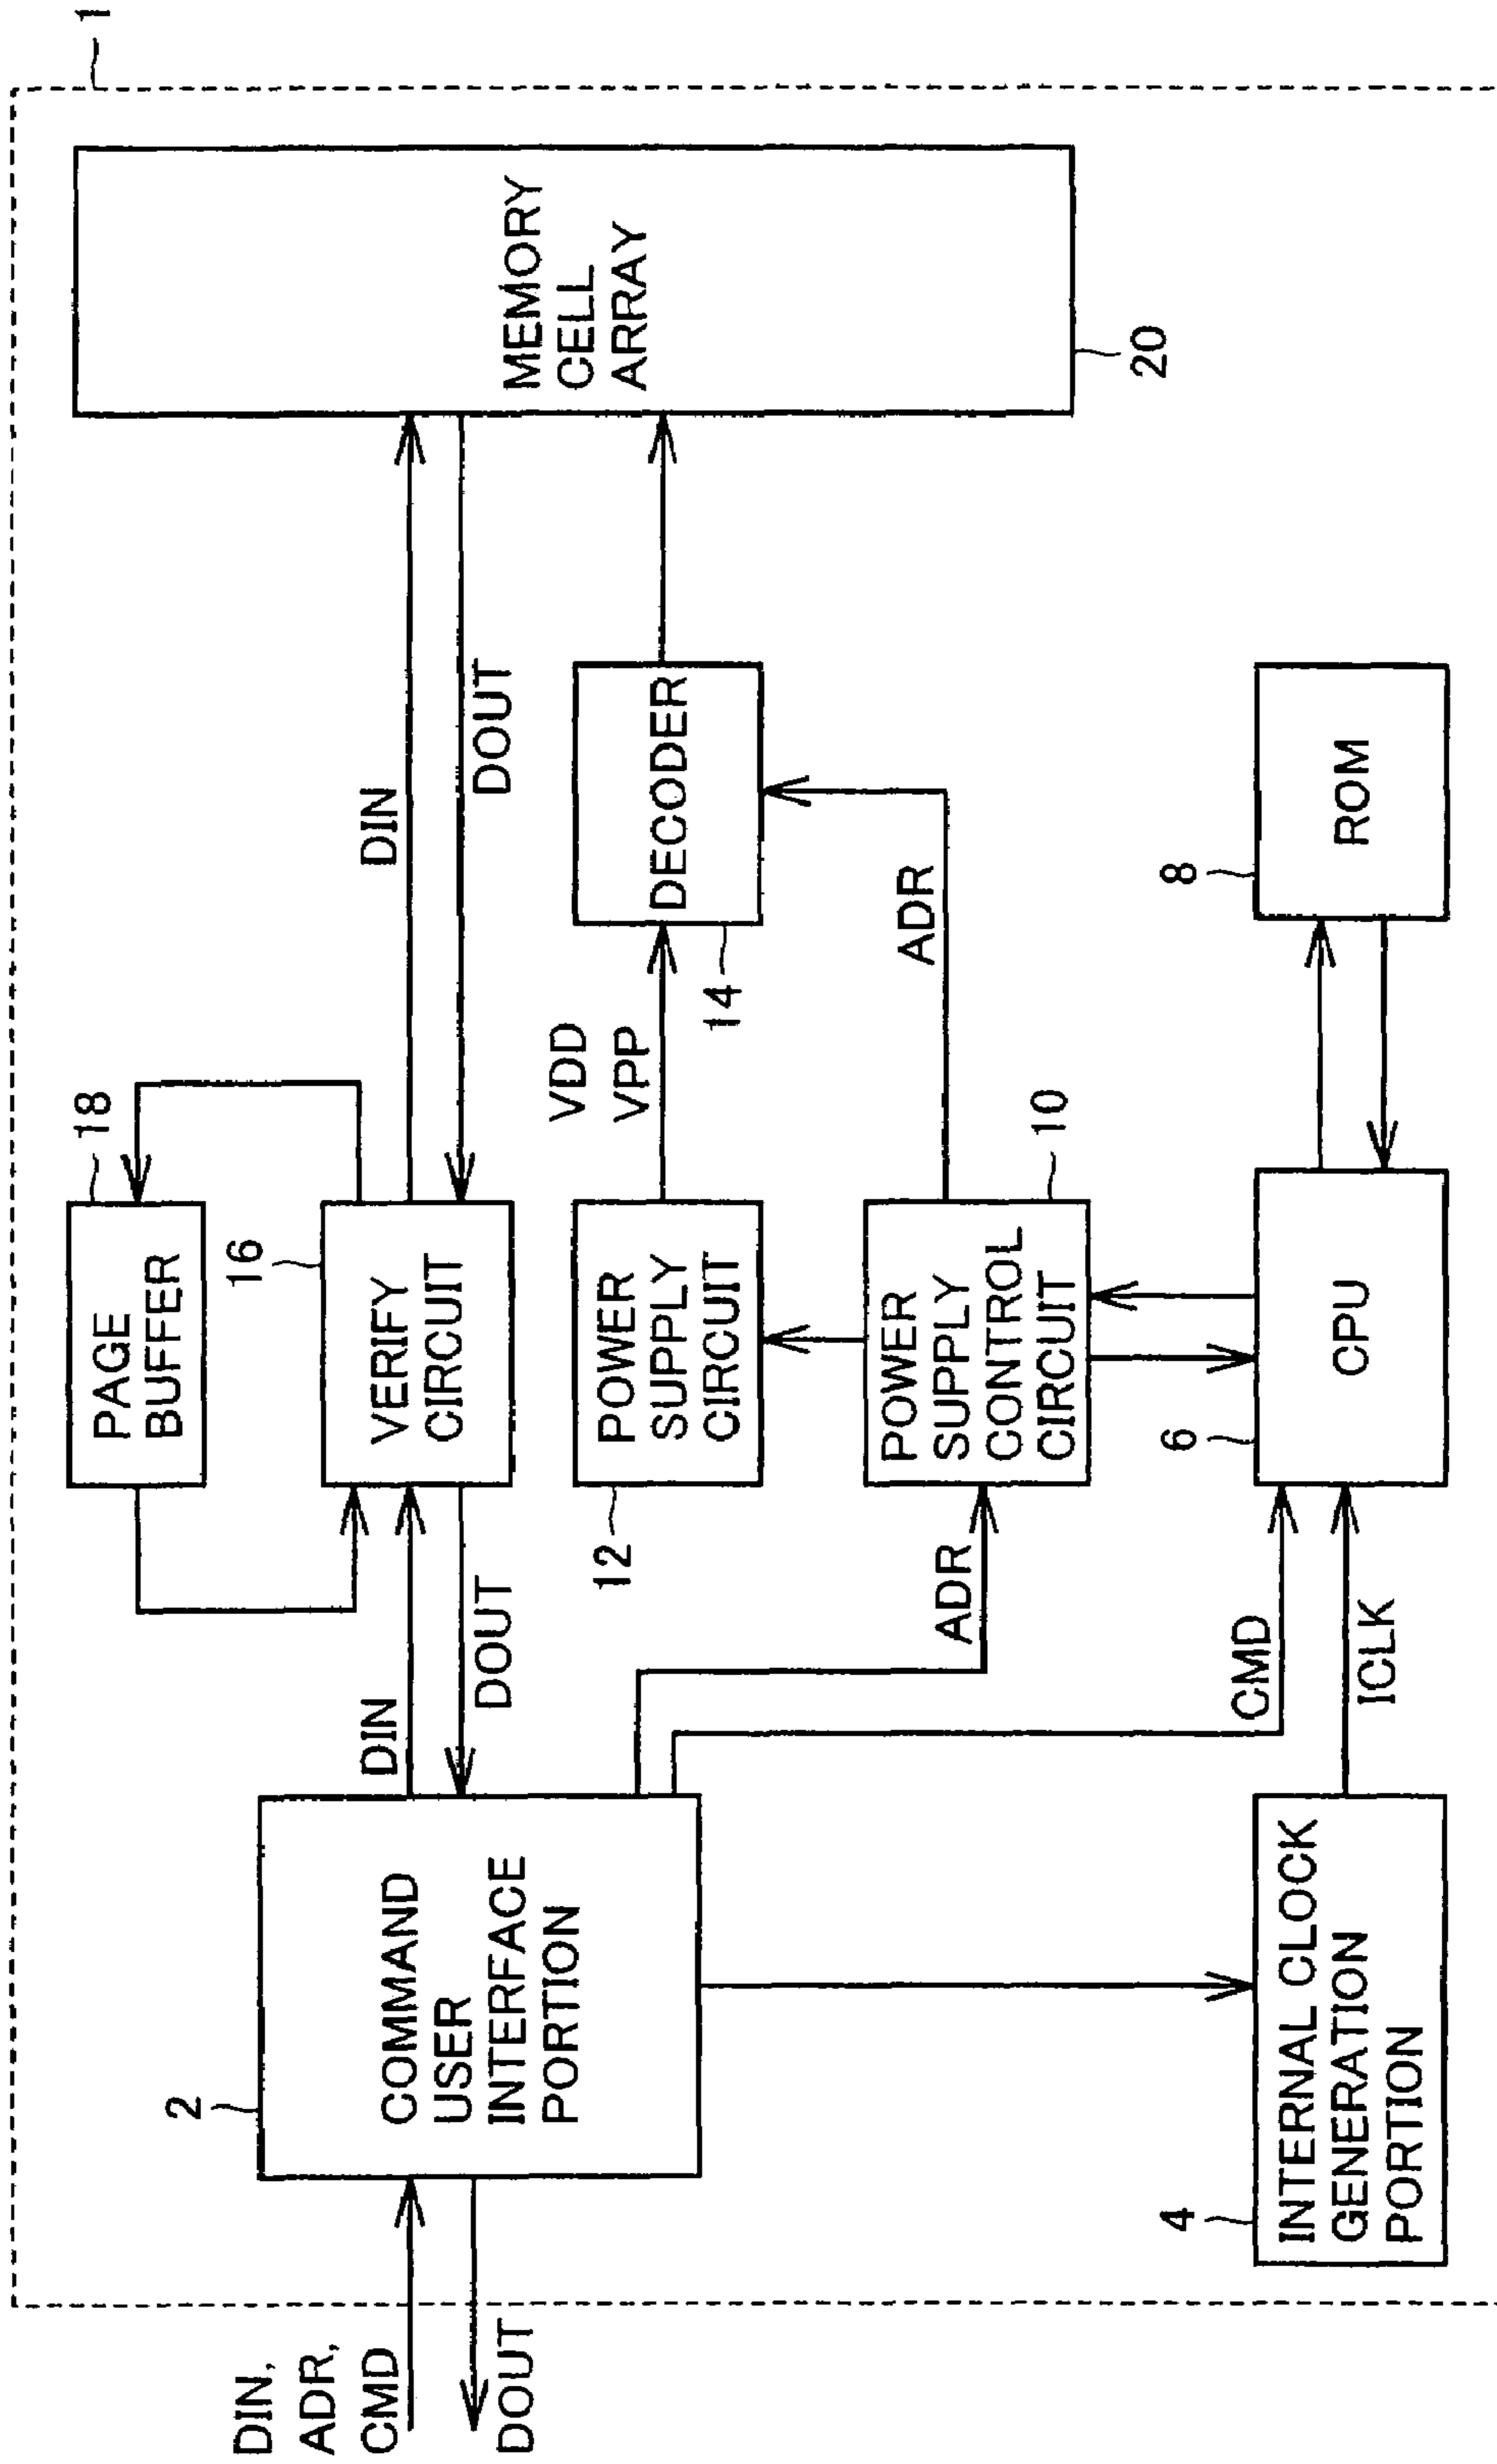 1
PAGE
BUFFER
18
2
COMMAND
USER
INTERFACE
PORTION
DIN,
ADR,
CMD
DOUT
DIN
DOUT
16
VERIFY
CIRCUIT
DIN
DOUT
MEMORY
CELL
ARRAY
20
12
POWER
SUPPLY
CIRCUIT
VDD
VPP
DECODER
14
ADR
POWER
SUPPLY
CONTROL
CIRCUIT
10
ADR
4
INTERNAL CLOCK
GENERATION
PORTION
CMD
ICLK
6
CPU
8
ROM